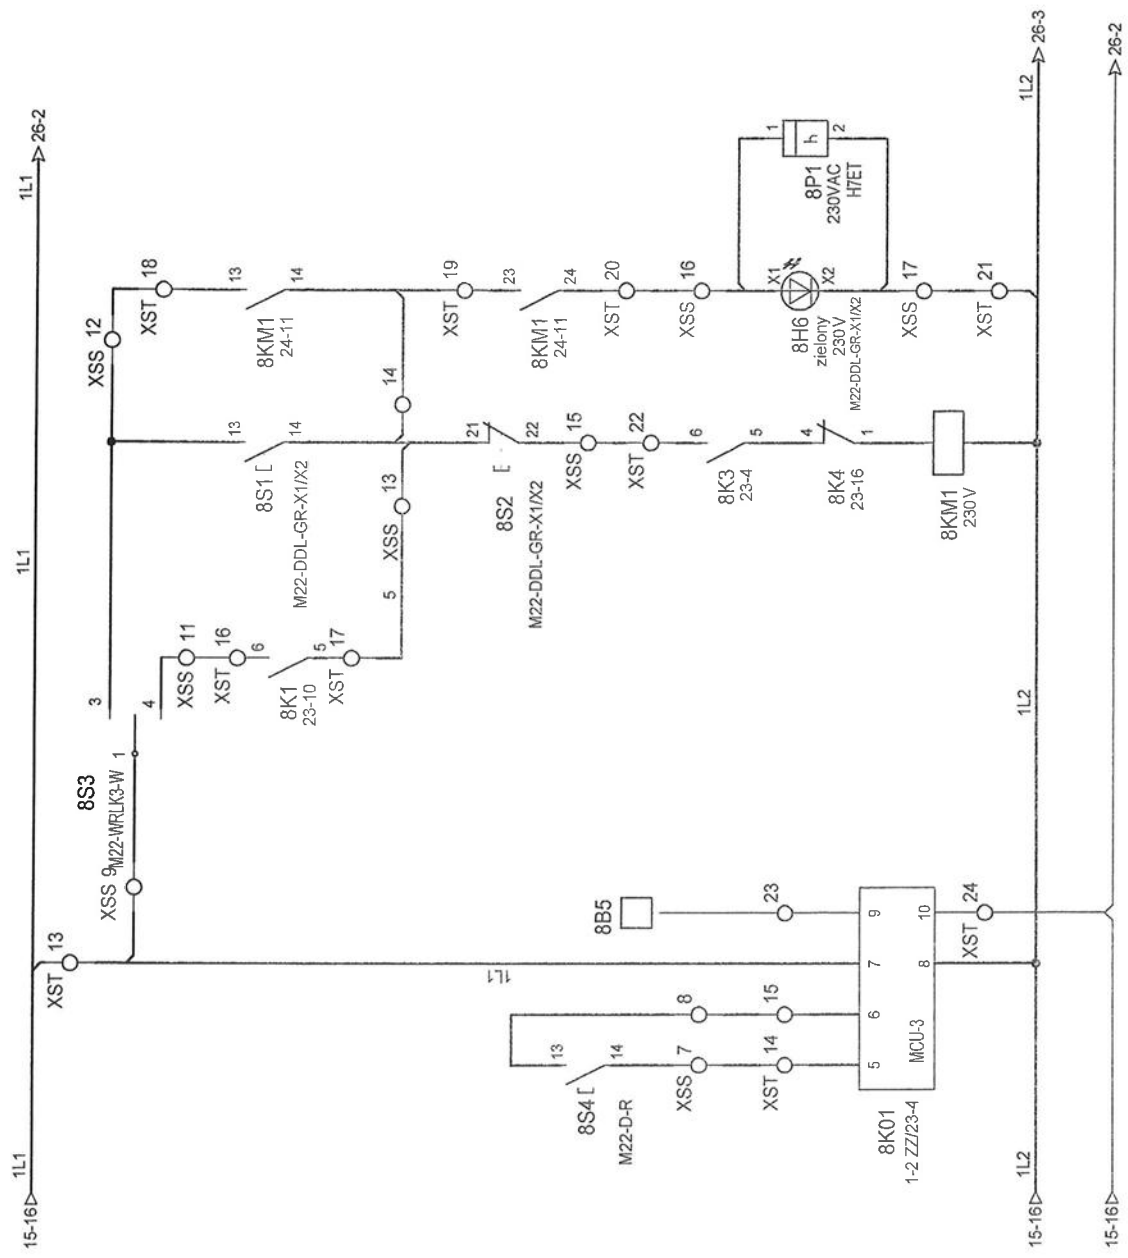 15-16
1L1
1L1
1L1
26-2
XST
13
XSS 9
8S3
M22-WRLK3-W
1
3
4
XSS
11
XST
16
6
8K1
23-10
5
XST
17
5
XSS
13
14
XSS 12
XST
18
13
8KM1
24-11
14
13
8S1
14
M22-DDL-GR-X1/X2
XST
19
23
8KM1
24-11
24
XST
20
XSS
16
X1
8H6
zielony
230 V
M22-DDL-GR-X1/X2
X2
1
h
2
8P1
230VAC
H7ET
XSS
17
XST
21
21
8S2
22
M22-DDL-GR-X1/X2
XSS
15
XST
22
6
8K3
23-4
5
4
8K4
23-16
1
8KM1
230 V
1L1
8B5
23
9
10
7
8
6
5
MCU-3
8K01
1-2 ZZ/23-4
XST
24
13
8S4
14
M22-D-R
XSS
7
8
XST
14
15
15-16
1L2
1L2
1L2
26-3
15-16
26-2